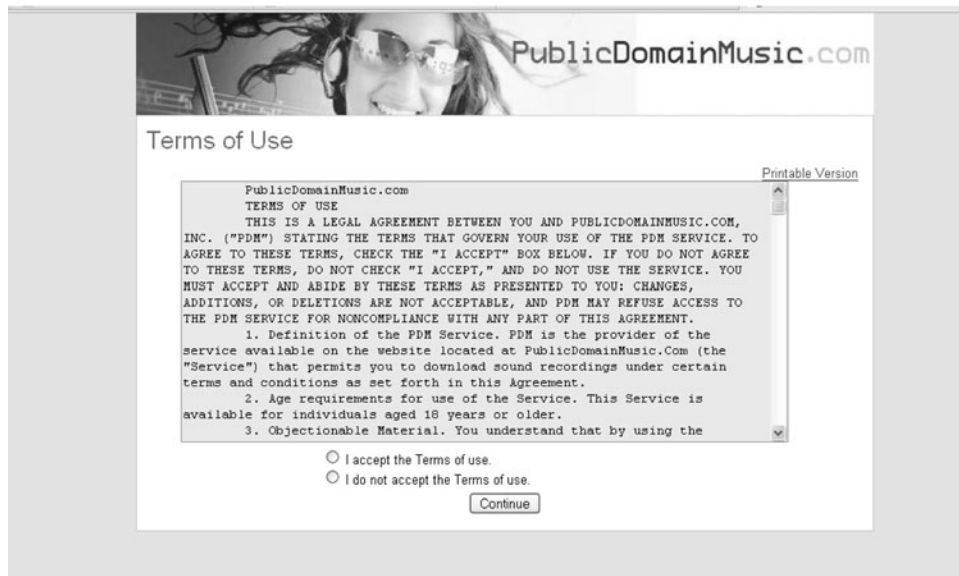 PublicDomainMusic.com
Terms of Use
Printable Version
PublicDomainMusic.com
TERMS OF USE
THIS IS A LEGAL AGREEMENT BETWEEN YOU AND PUBLICDOMAINMUSIC.COM,
INC. ("PDM") STATING THE TERMS THAT GOVERN YOUR USE OF THE PDM SERVICE. TO
AGREE TO THESE TERMS, CHECK THE "I ACCEPT" BOX BELOW. IF YOU DO NOT AGREE
TO THESE TERMS, DO NOT CHECK "I ACCEPT," AND DO NOT USE THE SERVICE. YOU
MUST ACCEPT AND ABIDE BY THESE TERMS AS PRESENTED TO YOU: CHANGES,
ADDITIONS, OR DELETIONS ARE NOT ACCEPTABLE, AND PDM MAY REFUSE ACCESS TO
THE PDM SERVICE FOR NONCOMPLIANCE WITH ANY PART OF THIS AGREEMENT.
1. Definition of the PDM Service. PDM is the provider of the
service available on the website located at PublicDomainMusic.Com (the
"Service") that permits you to download sound recordings under certain
terms and conditions as set forth in this Agreement.
2. Age requirements for use of the Service. This Service is
available for individuals aged 18 years or older.
3. Objectionable Material. You understand that by using the
I accept the Terms of use.
I do not accept the Terms of use.
Continue